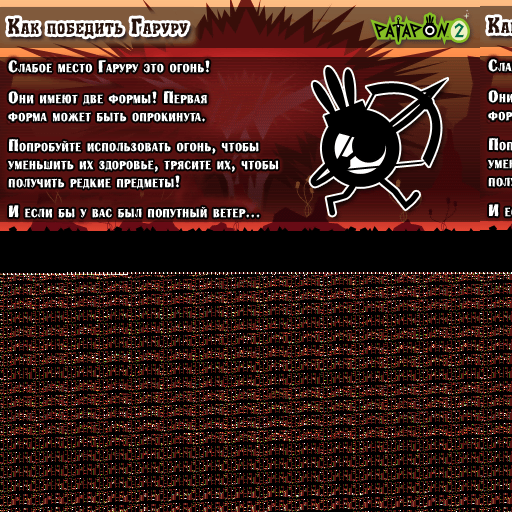 Как победить Гаруру
PATAPON 2
Слабое место Гаруру это огонь!
Они имеют две формы! Первая
форма может быть опрокинута.
Попробуйте использовать огонь, чтобы
уменьшить их здоровье, трясите их, чтобы
получить редкие предметы!
И если бы у вас был попутный ветер...